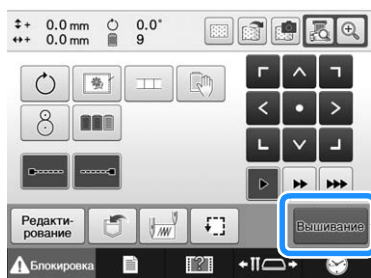 0.0 mm 0.0°
0.0 mm 9
Редакти-
рование
Вышивание
Блокировка